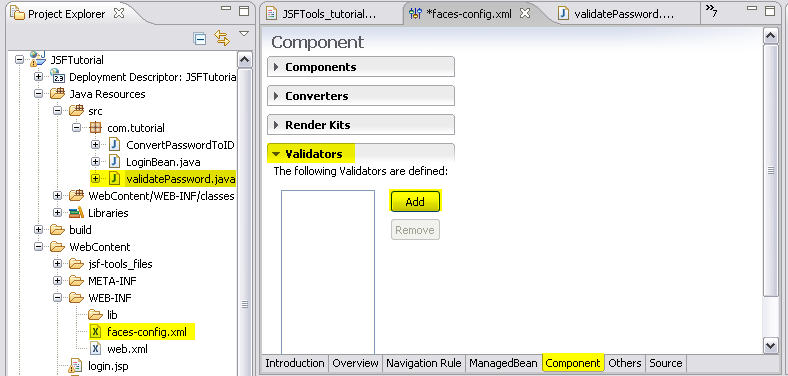 Project Explorer
JSFTutorial
Deployment Descriptor: JSFTutoria
Java Resources
src
com.tutorial
ConvertPasswordToID
LoginBean.java
validatePassword.java
WebContent/WEB-INF/classes
Libraries
build
WebContent
jsf-tools_files
META-INF
WEB-INF
lib
faces-config.xml
web.xml
login.jsp
JSFTools_tutorial...
*faces-config.xml
validatePassword....
»7
Component
Components
Converters
Render Kits
Validators
The following Validators are defined:
Add
Remove
Introduction Overview Navigation Rule ManagedBean Component Others Source